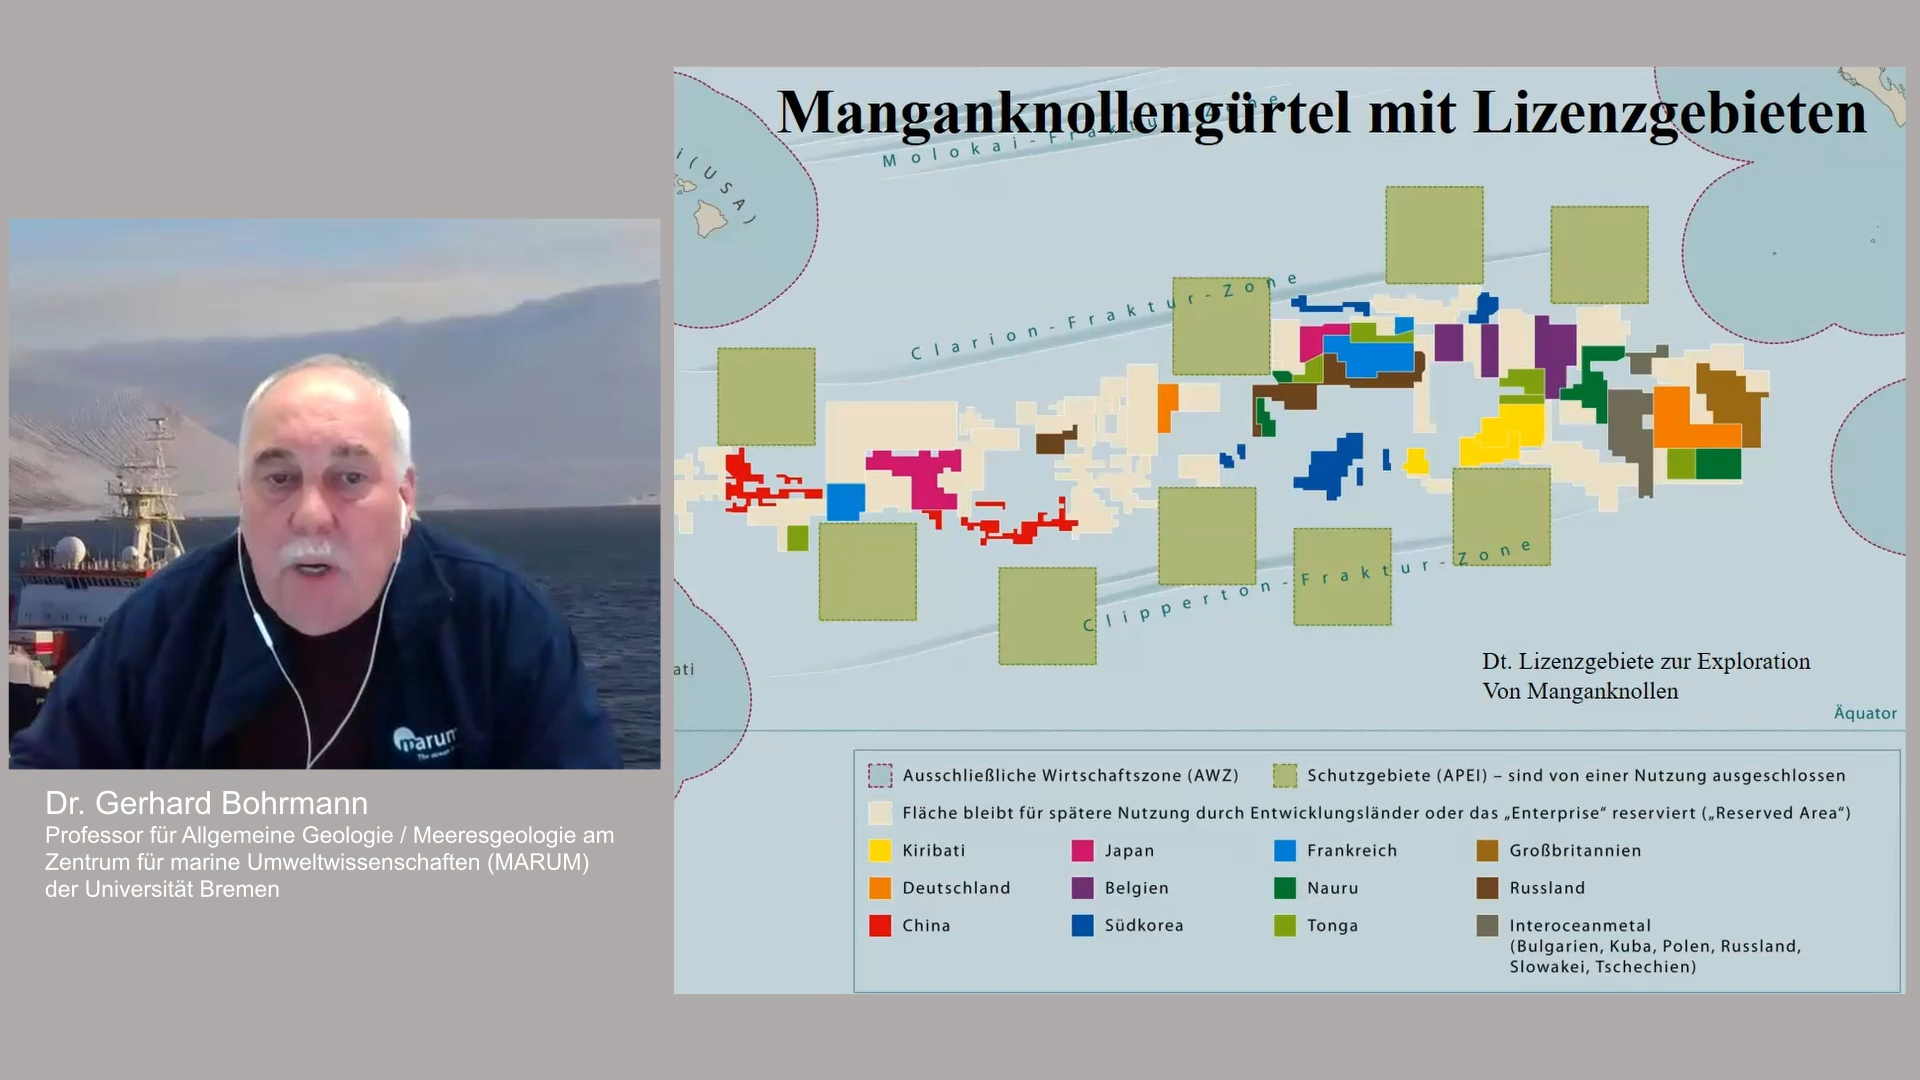 Manganknollengürtel mit Lizenzgebieten
Molokai-Fraktur-Zone
i (USA)
Clarion-Fraktur-Zone
Clipperton-Fraktur-Zone
ati
Dt. Lizenzgebiete zur Exploration
Von Manganknollen
Äquator
Ausschließliche Wirtschaftszone (AWZ)
Schutzgebiete (APEI) – sind von einer Nutzung ausgeschlossen
Fläche bleibt für spätere Nutzung durch Entwicklungsländer oder das „Enterprise“ reserviert („Reserved Area“)
Kiribati
Japan
Frankreich
Großbritannien
Deutschland
Belgien
Nauru
Russland
China
Südkorea
Tonga
Interoceanmetal
(Bulgarien, Kuba, Polen, Russland,
Slowakei, Tschechien)
marum
Dr. Gerhard Bohrmann
Professor für Allgemeine Geologie / Meeresgeologie am
Zentrum für marine Umweltwissenschaften (MARUM)
der Universität Bremen